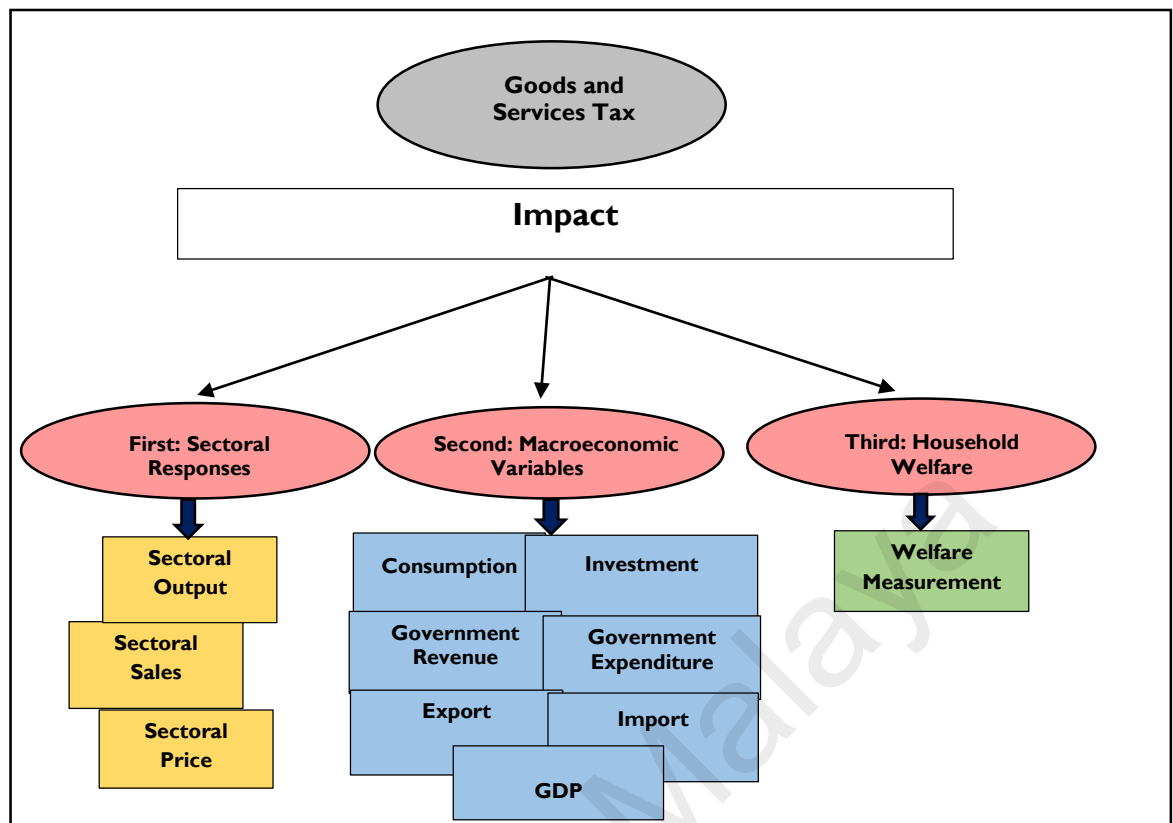 Goods and
Services Tax
Impact
First: Sectoral
Responses
Second: Macroeconomic
Variables
Third: Household
Welfare
Sectoral
Output
Sectoral
Sales
Sectoral
Price
Consumption
Investment
Government
Revenue
Government
Expenditure
Export
Import
GDP
Welfare
Measurement
Malaya